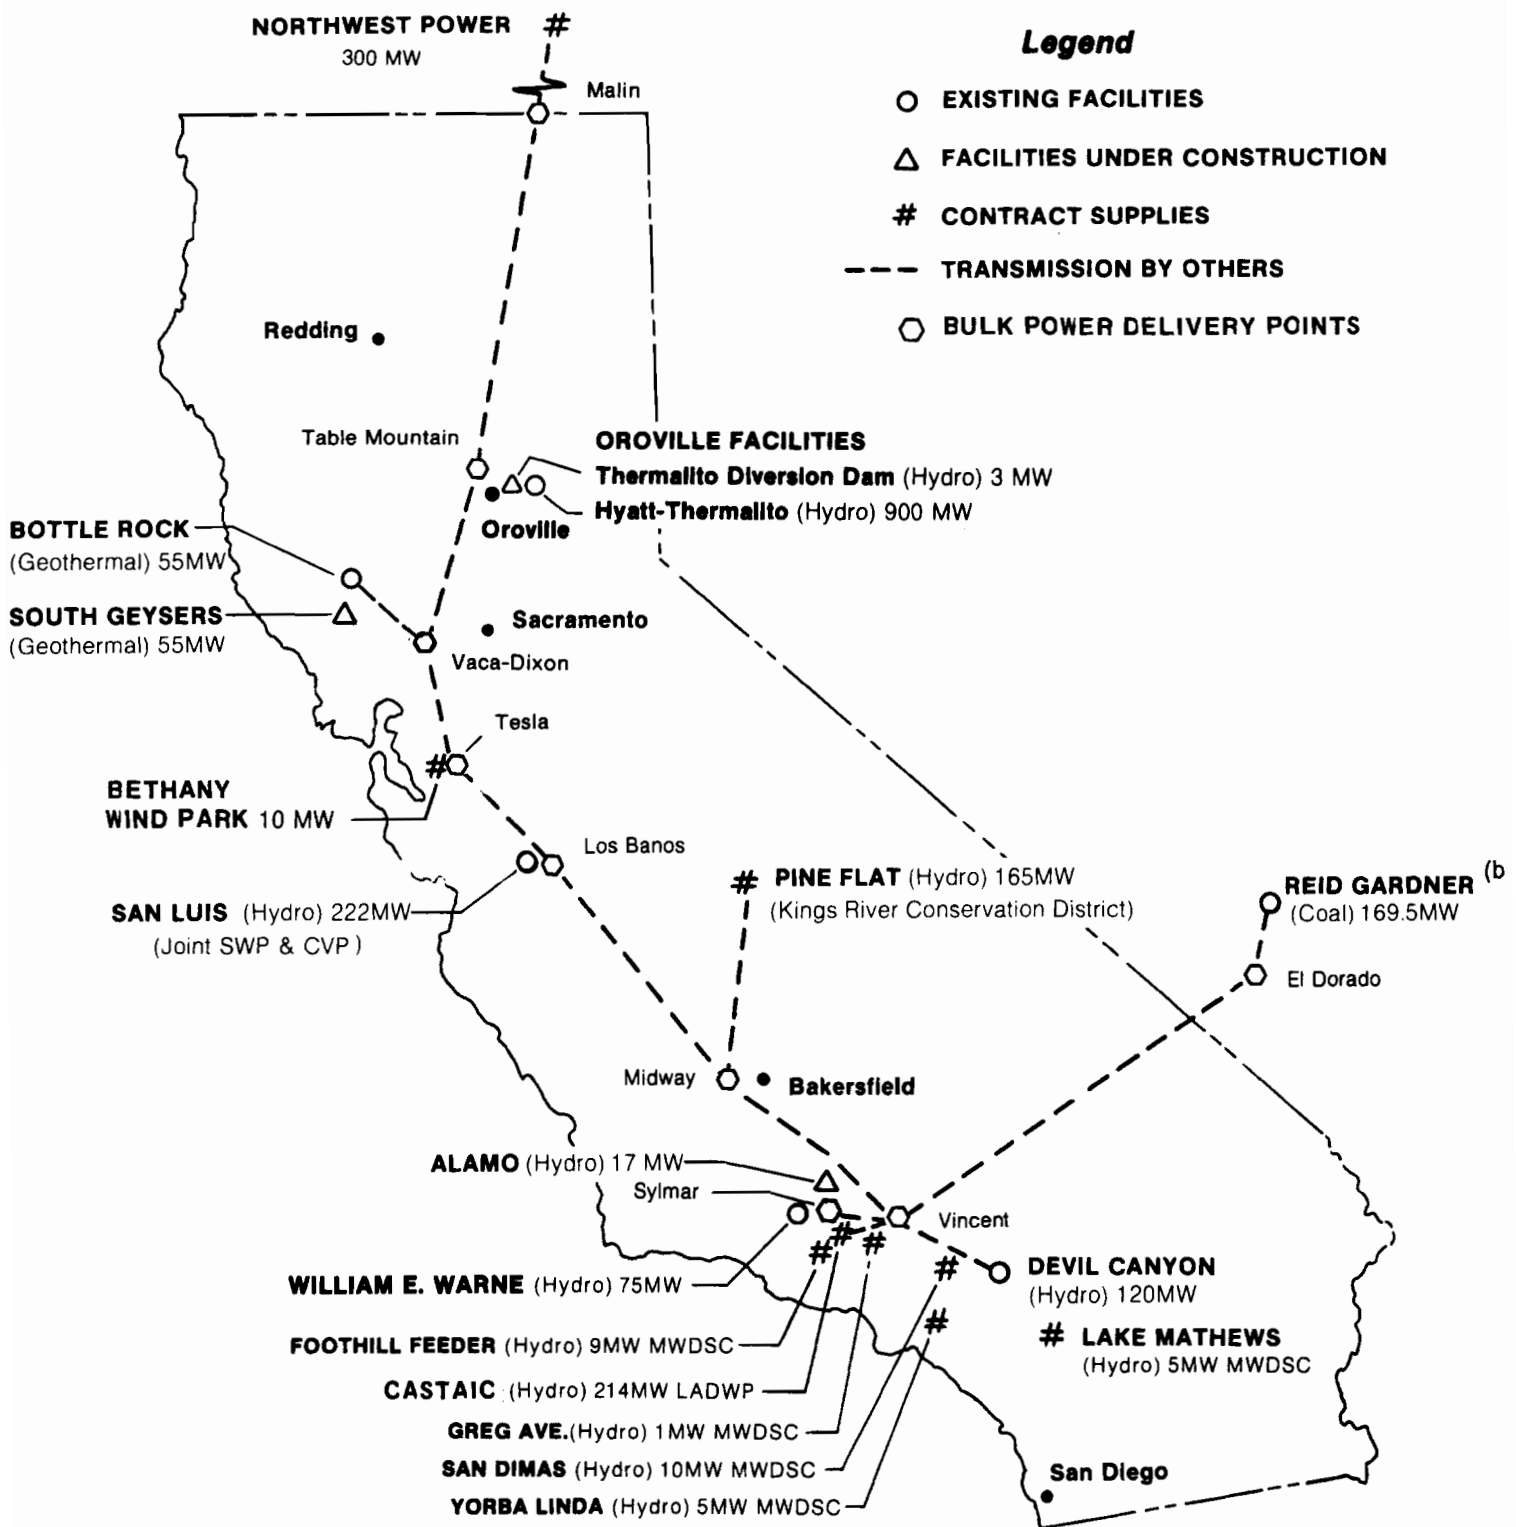 NORTHWEST POWER #
300 MW
Malin
Legend
EXISTING FACILITIES
FACILITIES UNDER CONSTRUCTION
# CONTRACT SUPPLIES
TRANSMISSION BY OTHERS
BULK POWER DELIVERY POINTS
Redding
Table Mountain
OROVILLE FACILITIES
Thermalito Diversion Dam (Hydro) 3 MW
Hyatt-Thermalito (Hydro) 900 MW
Oroville
BOTTLE ROCK
(Geothermal) 55MW
SOUTH GEYSERS
(Geothermal) 55MW
Sacramento
Vaca-Dixon
Tesla
#
BETHANY
WIND PARK 10 MW
Los Banos
SAN LUIS (Hydro) 222MW
(Joint SWP & CVP)
# PINE FLAT (Hydro) 165MW
(Kings River Conservation District)
REID GARDNER (b
(Coal) 169.5MW
El Dorado
Midway
Bakersfield
ALAMO (Hydro) 17 MW
Sylmar
Vincent
# # # # #
WILLIAM E. WARNE (Hydro) 75MW
DEVIL CANYON
(Hydro) 120MW
# LAKE MATHEWS
(Hydro) 5MW MWDSC
FOOTHILL FEEDER (Hydro) 9MW MWDSC
CASTAIC (Hydro) 214MW LADWP
GREG AVE.(Hydro) 1MW MWDSC
SAN DIMAS (Hydro) 10MW MWDSC
YORBA LINDA (Hydro) 5MW MWDSC
San Diego